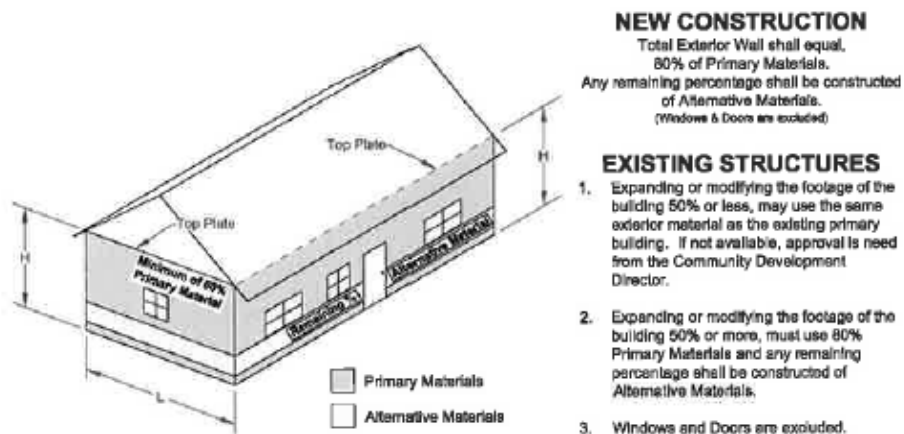 NEW CONSTRUCTION
Total Exterior Wall shall equal,
80% of Primary Materials.
Any remaining percentage shall be constructed
of Alternative Materials.
(Windows & Doors are excluded)
EXISTING STRUCTURES
1. Expanding or modifying the footage of the
building 50% or less, may use the same
exterior material as the existing primary
building. If not available, approval is need
from the Community Development
Director.
2. Expanding or modifying the footage of the
building 50% or more, must use 80%
Primary Materials and any remaining
percentage shall be constructed of
Alternative Materials.
3. Windows and Doors are excluded.
Top Plate
H
Top Plate
H
Minimum of 80%
Primary Material
Alternative Material
Remaining %
L
Primary Materials
Alternative Materials